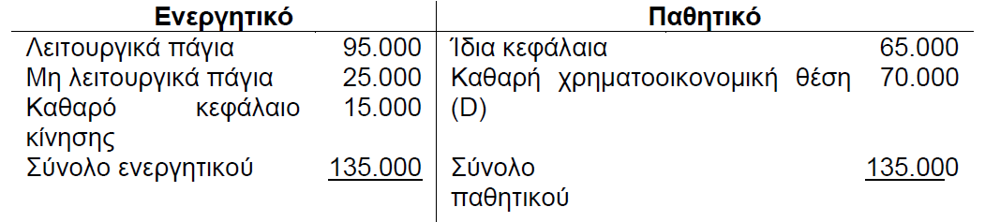 Ενεργητικό Παθητικό
Λειτουργικά πάγια 95.000 Ίδια κεφάλαια 65.000
Μη λειτουργικά πάγια 25.000 Καθαρή χρηματοοικονομική θέση 70.000
Καθαρό κεφάλαιο 15.000 (D)
κίνησης
Σύνολο ενεργητικού 135.000 Σύνολο 135.000
παθητικού